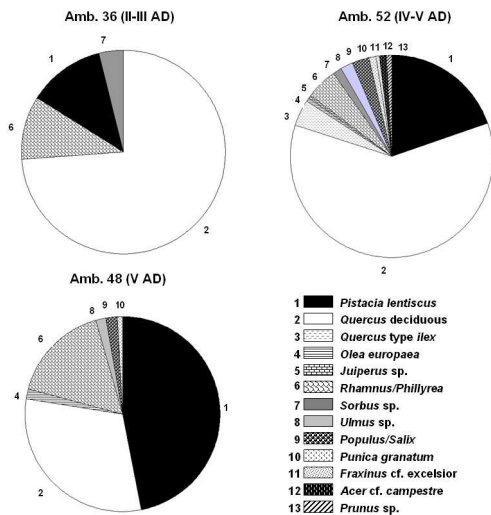 Amb. 36 (II-III AD)
7
1
6
2
Amb. 52 (IV-V AD)
13
12
11
10
9
8
7
6
5
4
3
1
2
Amb. 48 (V AD)
10
9
8
6
4
1
2
1 Pistacia lentiscus
2 Quercus deciduous
3 Quercus type ilex
4 Olea europaea
5 Juiperus sp.
6 Rhamnus/Phillyrea
7 Sorbus sp.
8 Ulmus sp.
9 Populus/Salix
10 Punica granatum
11 Fraxinus cf. excelsior
12 Acer cf. campestre
13 Prunus sp.